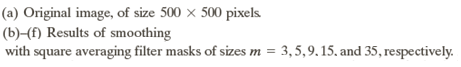 (a) Original image, of size 500 × 500 pixels.
(b)–(f) Results of smoothing
with square averaging filter masks of sizes m = 3, 5, 9. 15. and 35, respectively.